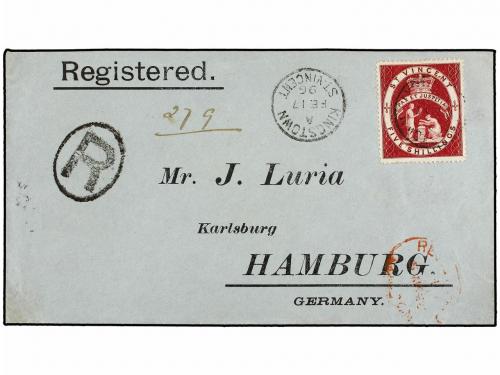 Registered.
279
KINGSTOWN
A
FE 17
96
ST. VINCENT
ST VINCENT
PAX ET JUSTITIA
FIVE SHILLINGS
R
Mr. J. Luria
Karlsburg
HAMBURG.
GERMANY.